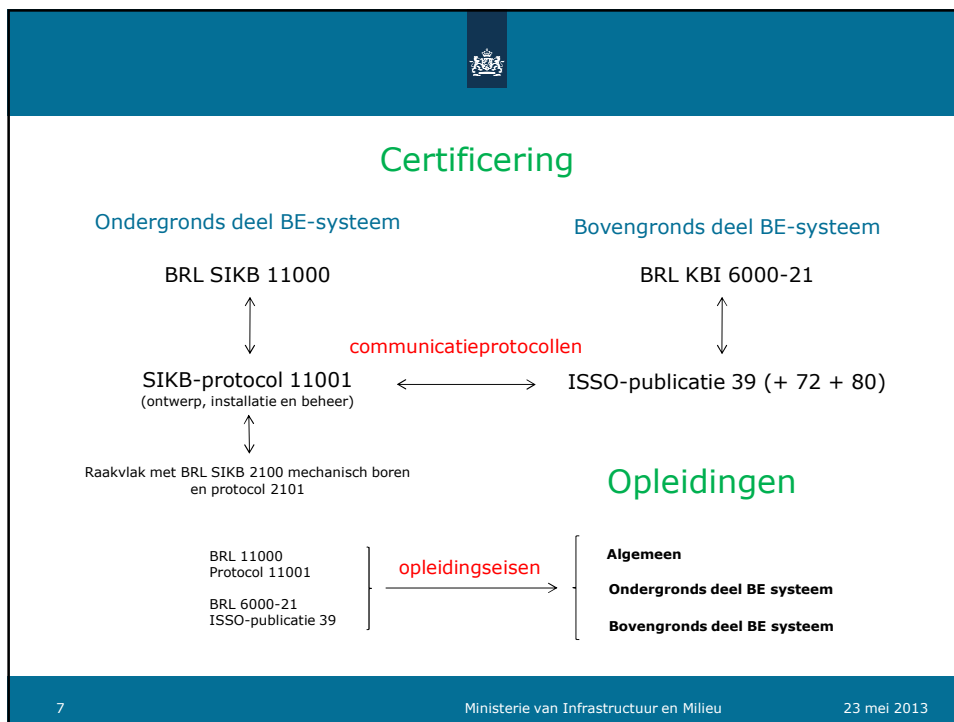 Certificering
Ondergronds deel BE-systeem
Bovengronds deel BE-systeem
BRL SIKB 11000
BRL KBI 6000-21
communicatieprotocollen
SIKB-protocol 11001
(ontwerp, installatie en beheer)
ISSO-publicatie 39 (+ 72 + 80)
Raakvlak met BRL SIKB 2100 mechanisch boren
en protocol 2101
Opleidingen
BRL 11000
Protocol 11001
BRL 6000-21
ISSO-publicatie 39
opleidingseisen
Algemeen
Ondergronds deel BE systeem
Bovengronds deel BE systeem
7
Ministerie van Infrastructuur en Milieu
23 mei 2013